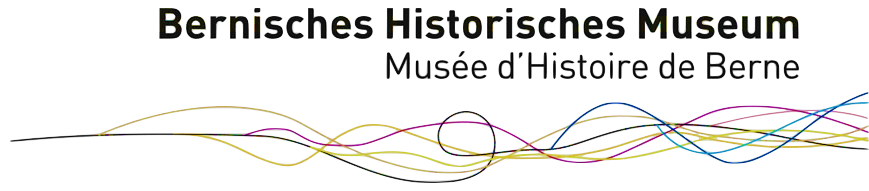 Bernisches Historisches Museum
Musée d'Histoire de Berne